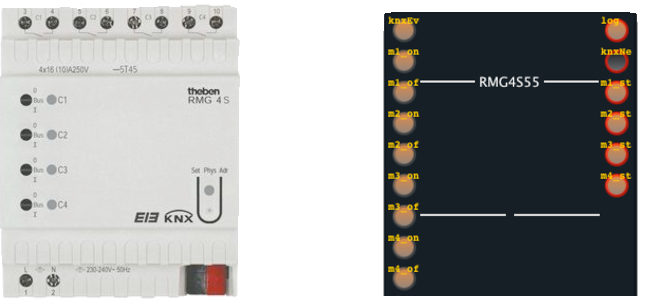 3 4 5 6 7 8 9 10
C1 C2 C3 C4
4x16 (10)A250V —5T45
theben
RMG 4 S
0
Bus C1
I
0
Bus C2
I
0
Bus C3
I
0
Bus C4
I
Set Phys Adr
EIB KNX
L N 230-240V~ 50Hz
1 2
knxEv
m1_on
m1_of
m2_on
m2_of
m3_on
m3_of
m4_on
m4_of
RMG4S55
log
knxNe
m1_st
m2_st
m3_st
m4_st